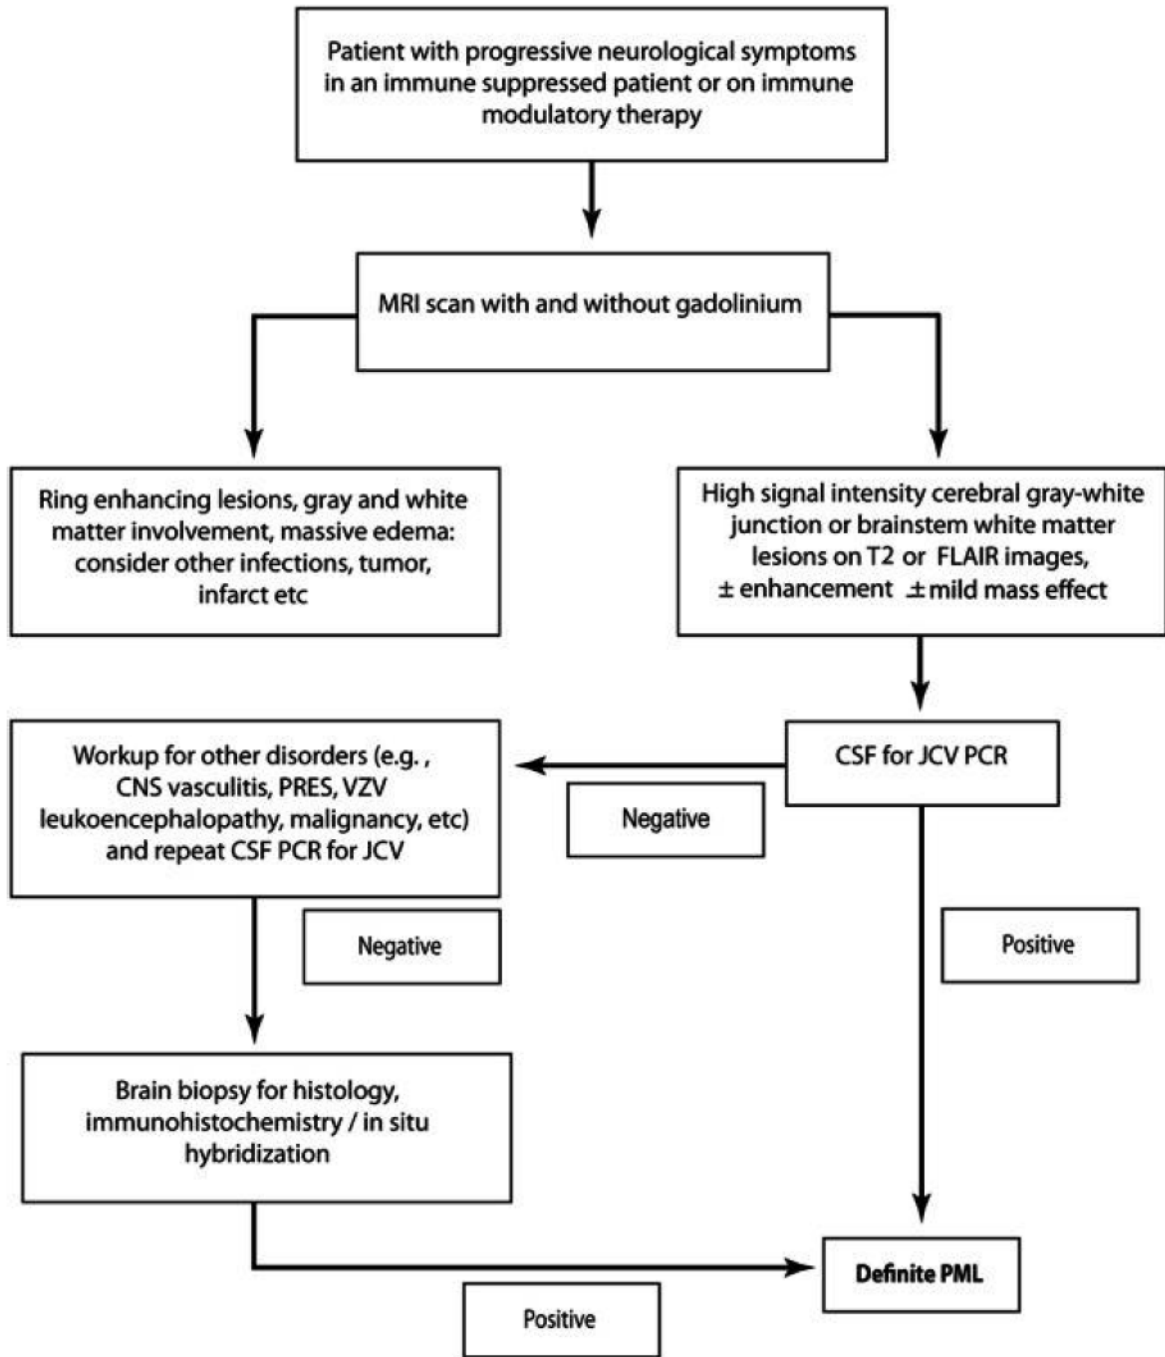 Patient with progressive neurological symptoms
in an immune suppressed patient or on immune
modulatory therapy
MRI scan with and without gadolinium
Ring enhancing lesions, gray and white
matter involvement, massive edema:
consider other infections, tumor,
infarct etc
High signal intensity cerebral gray-white
junction or brainstem white matter
lesions on T2 or FLAIR images,
± enhancement ± mild mass effect
CSF for JCV PCR
Negative
Workup for other disorders (e.g. ,
CNS vasculitis, PRES, VZV
leukoencephalopathy, malignancy, etc)
and repeat CSF PCR for JCV
Negative
Positive
Brain biopsy for histology,
immunohistochemistry / in situ
hybridization
Positive
Definite PML